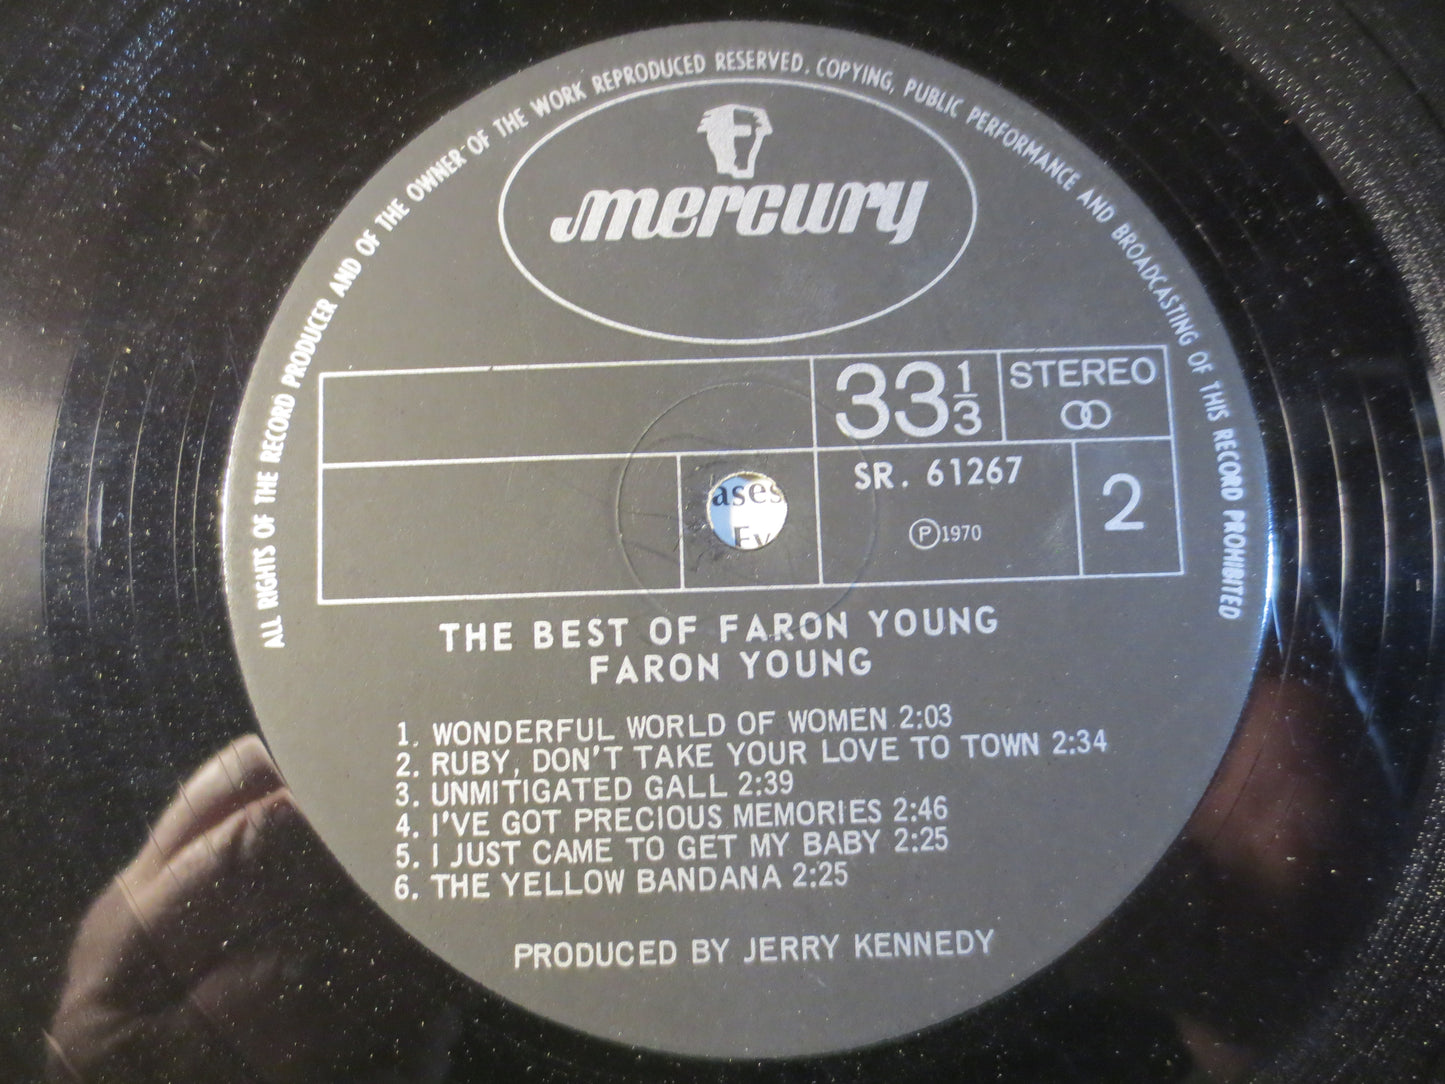 ALL RIGHTS OF THE RECORD PRODUCER AND OF THE OWNER OF THE WORK REPRODUCED RESERVED. COPYING, PUBLIC PERFORMANCE AND BROADCASTING OF THIS RECORD PROHIBITED
mercury
33 1/3 STEREO
SR. 61267
2
℗1970
ases
Ev
THE BEST OF FARON YOUNG
FARON YOUNG
1. WONDERFUL WORLD OF WOMEN 2:03
2. RUBY, DON'T TAKE YOUR LOVE TO TOWN 2:34
3. UNMITIGATED GALL 2:39
4. I'VE GOT PRECIOUS MEMORIES 2:46
5. I JUST CAME TO GET MY BABY 2:25
6. THE YELLOW BANDANA 2:25
PRODUCED BY JERRY KENNEDY